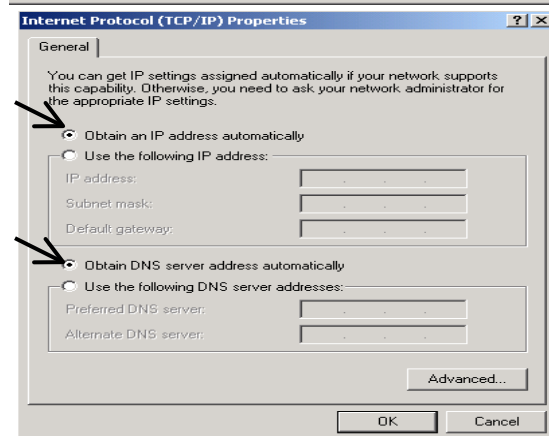 Internet Protocol (TCP/IP) Properties
General
You can get IP settings assigned automatically if your network supports
this capability. Otherwise, you need to ask your network administrator for
the appropriate IP settings.
Obtain an IP address automatically
Use the following IP address:
IP address:
Subnet mask:
Default gateway:
Obtain DNS server address automatically
Use the following DNS server addresses:
Preferred DNS server:
Alternate DNS server:
Advanced...
OK
Cancel